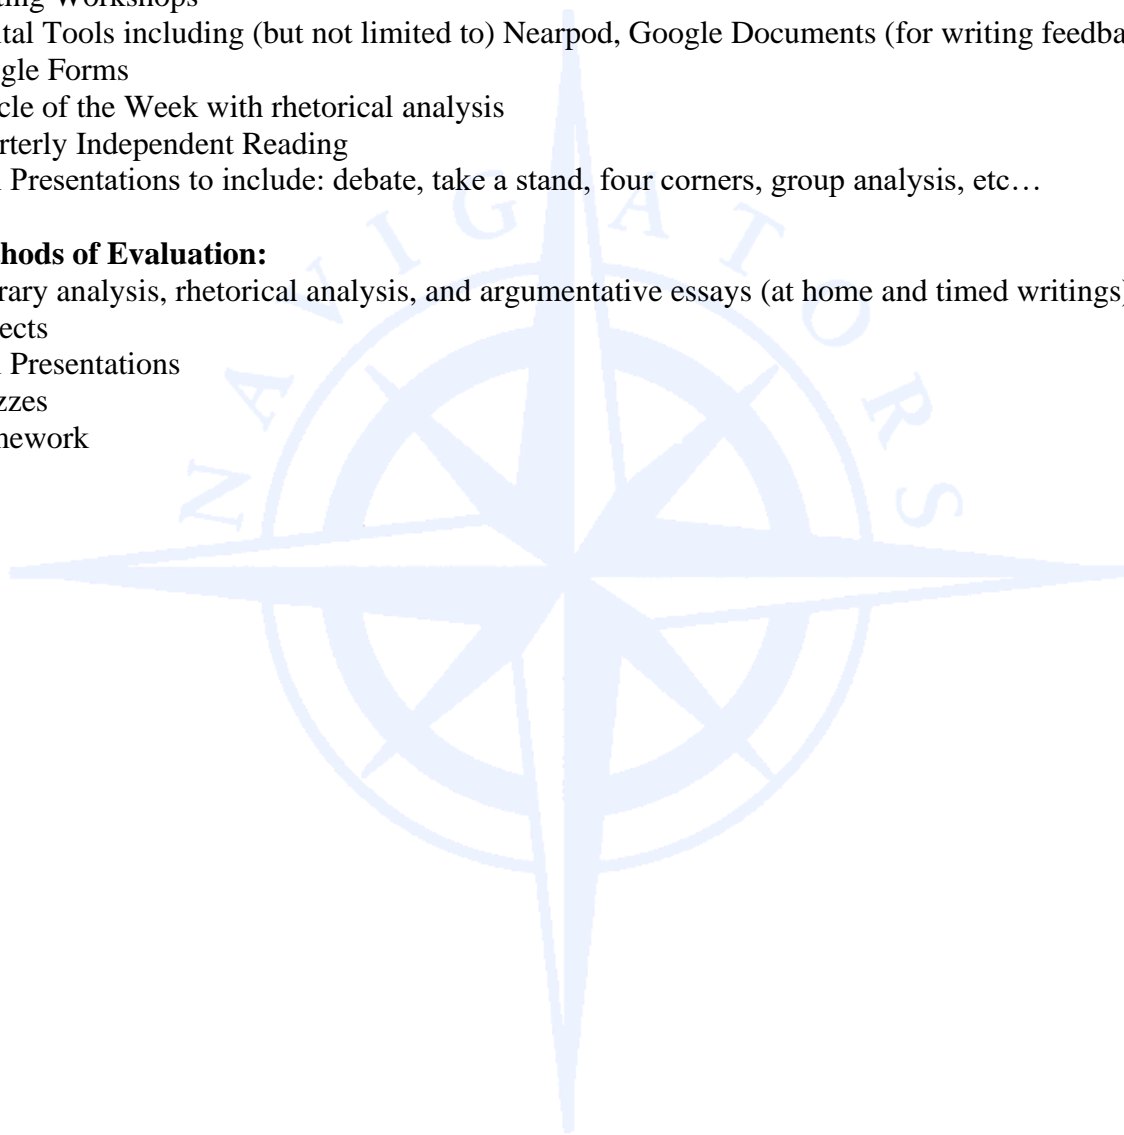 ting Workshops
ital Tools including (but not limited to) Nearpod, Google Documents (for writing feedba
gle Forms
cle of the Week with rhetorical analysis
rterly Independent Reading
l Presentations to include: debate, take a stand, four corners, group analysis, etc…
hods of Evaluation:
rary analysis, rhetorical analysis, and argumentative essays (at home and timed writings)
ects
l Presentations
zzes
nework
NAVIGATORS